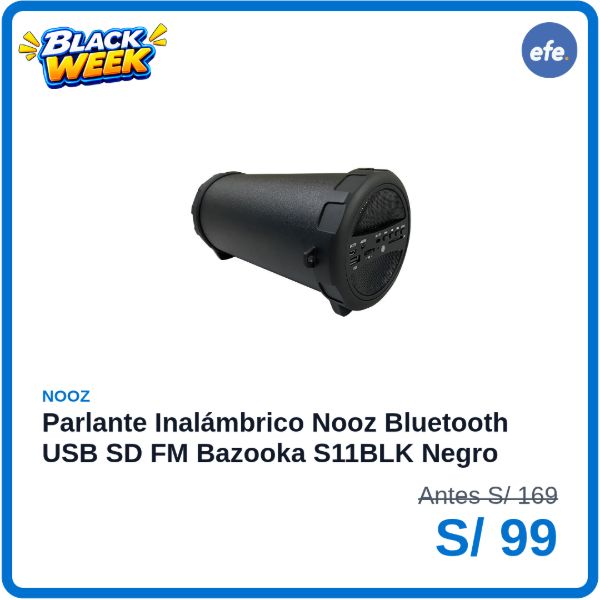 BLACK
WEEK
efe.
NOOZ
Parlante Inalámbrico Nooz Bluetooth
USB SD FM Bazooka S11BLK Negro
Antes S/ 169
S/ 99